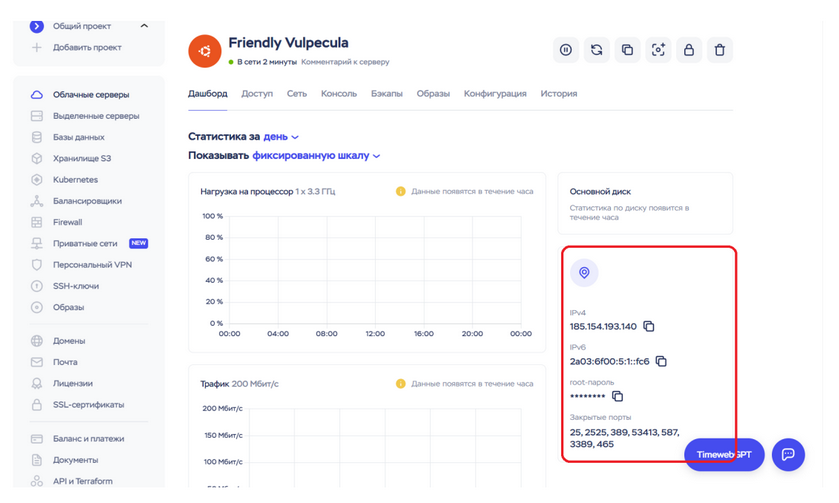 Общий проект
Добавить проект
Облачные серверы
Выделенные серверы
Базы данных
Хранилище S3
Kubernetes
Балансировщики
Firewall
Приватные сети NEW
Персональный VPN
SSH-ключи
Образы
Домены
Почта
Лицензии
SSL-сертификаты
Баланс и платежи
Документы
API и Terraform
Friendly Vulpecula
В сети 2 минуты Комментарий к серверу
Дашборд Доступ Сеть Консоль Бэкапы Образы Конфигурация История
Статистика за день
Показывать фиксированную шкалу
Нагрузка на процессор 1 x 3.3 ГГц Данные появятся в течение часа
100 %
80 %
60 %
40 %
20 %
0 %
00:00 04:00 08:00 12:00 16:00 20:00 00:00
Трафик 200 Мбит/с Данные появятся в течение часа
200 Мбит/с
150 Мбит/с
100 Мбит/с
Основной диск
Статистика по диску появится в
течение часа
IPv4
185.154.193.140
IPv6
2a03:6f00:5:1::fc6
root-пароль
********
Закрытые порты
25, 2525, 389, 53413, 587,
3389, 465
TimewebGPT